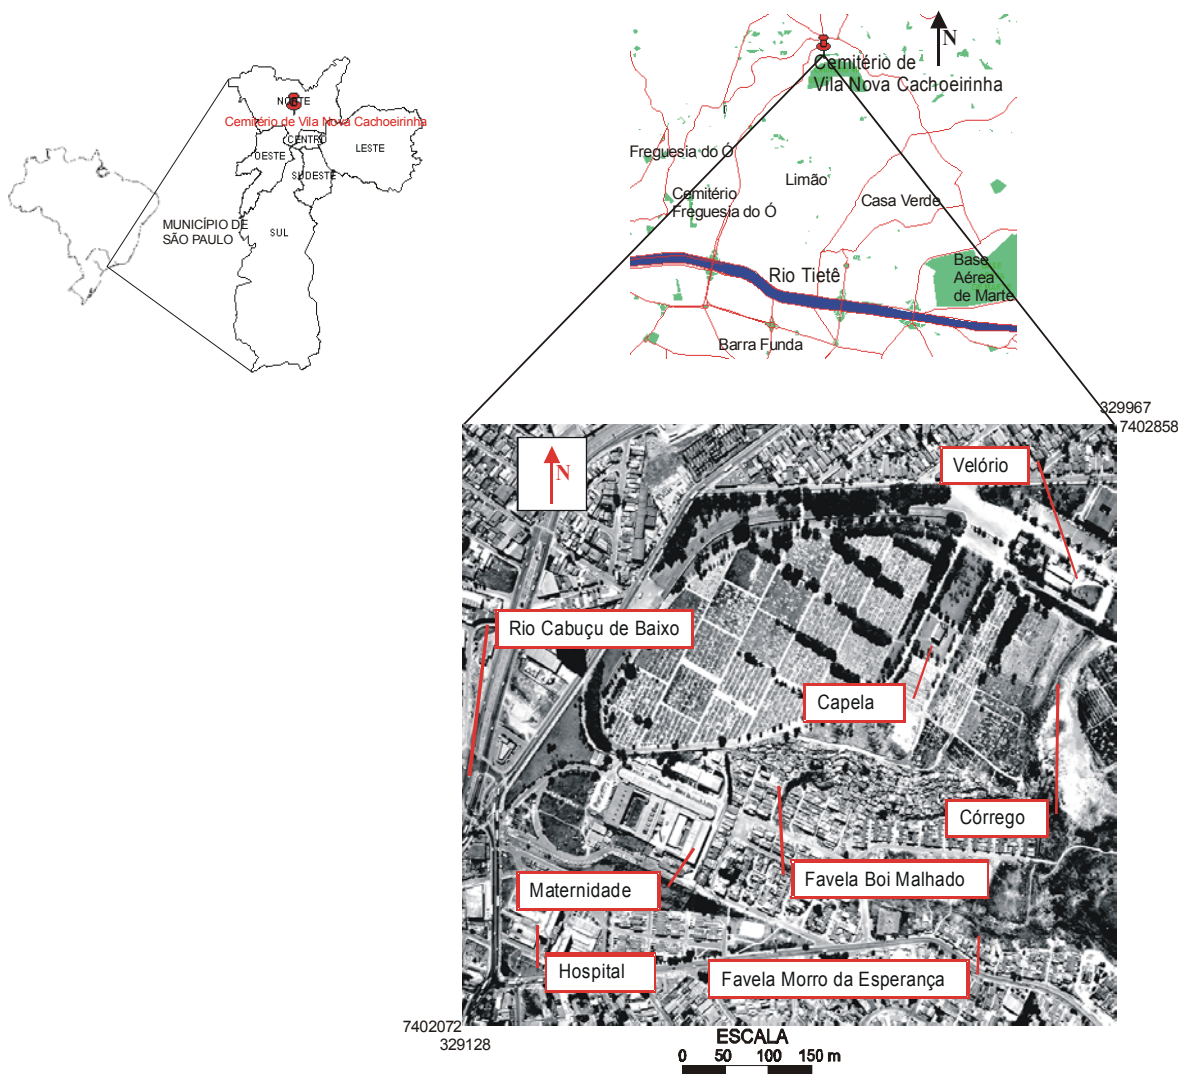 N
Cemitério de
Vila Nova Cachoeirinha
NORTE
Cemitério de Vila Nova Cachoeirinha
CENTRO
OESTE
LESTE
SUDESTE
MUNICÍPIO DE
SÃO PAULO
SUL
Freguesia do Ó
Limão
Cemitério
Freguesia do Ó
Casa Verde
Base
Aérea
de Marte
Rio Tietê
Barra Funda
329967
7402858
N
Velório
Rio Cabuçu de Baixo
Capela
Córrego
Favela Boi Malhado
Maternidade
Hospital
Favela Morro da Esperança
7402072
329128
ESCALA
0 50 100 150 m